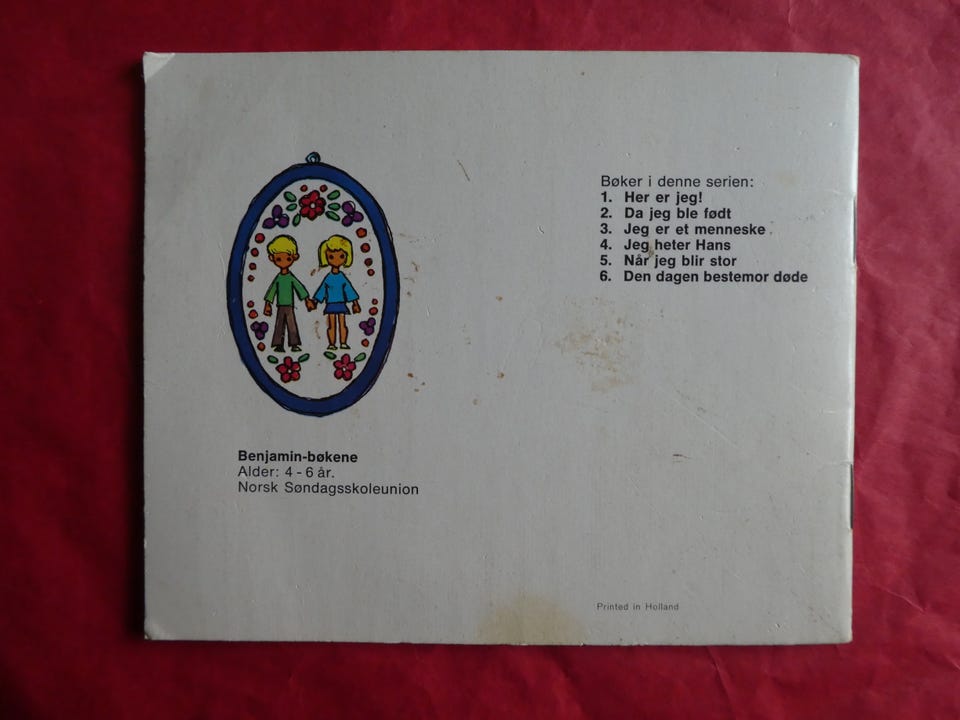 Bøker i denne serien:
1. Her er jeg!
2. Da jeg ble født
3. Jeg er et menneske
4. Jeg heter Hans
5. Når jeg blir stor
6. Den dagen bestemor døde
Benjamin-bøkene
Alder: 4 - 6 år.
Norsk Søndagsskoleunion
Printed in Holland